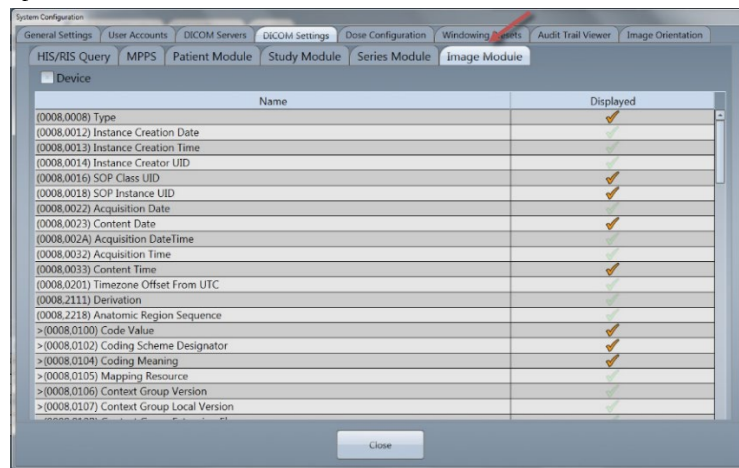 System Configuration
General Settings User Accounts DICOM Servers DICOM Settings Dose Configuration Windowing Presets Audit Trail Viewer Image Orientation
HIS/RIS Query MPPS Patient Module Study Module Series Module Image Module
Device
Name Displayed
(0008,0008) Type
(0008,0012) Instance Creation Date
(0008,0013) Instance Creation Time
(0008,0014) Instance Creator UID
(0008,0016) SOP Class UID
(0008,0018) SOP Instance UID
(0008,0022) Acquisition Date
(0008,0023) Content Date
(0008,002A) Acquisition DateTime
(0008,0032) Acquisition Time
(0008,0033) Content Time
(0008,0201) Timezone Offset From UTC
(0008,2111) Derivation
(0008,2218) Anatomic Region Sequence
>(0008,0100) Code Value
>(0008,0102) Coding Scheme Designator
>(0008,0104) Coding Meaning
>(0008,0105) Mapping Resource
>(0008,0106) Context Group Version
>(0008,0107) Context Group Local Version
Close